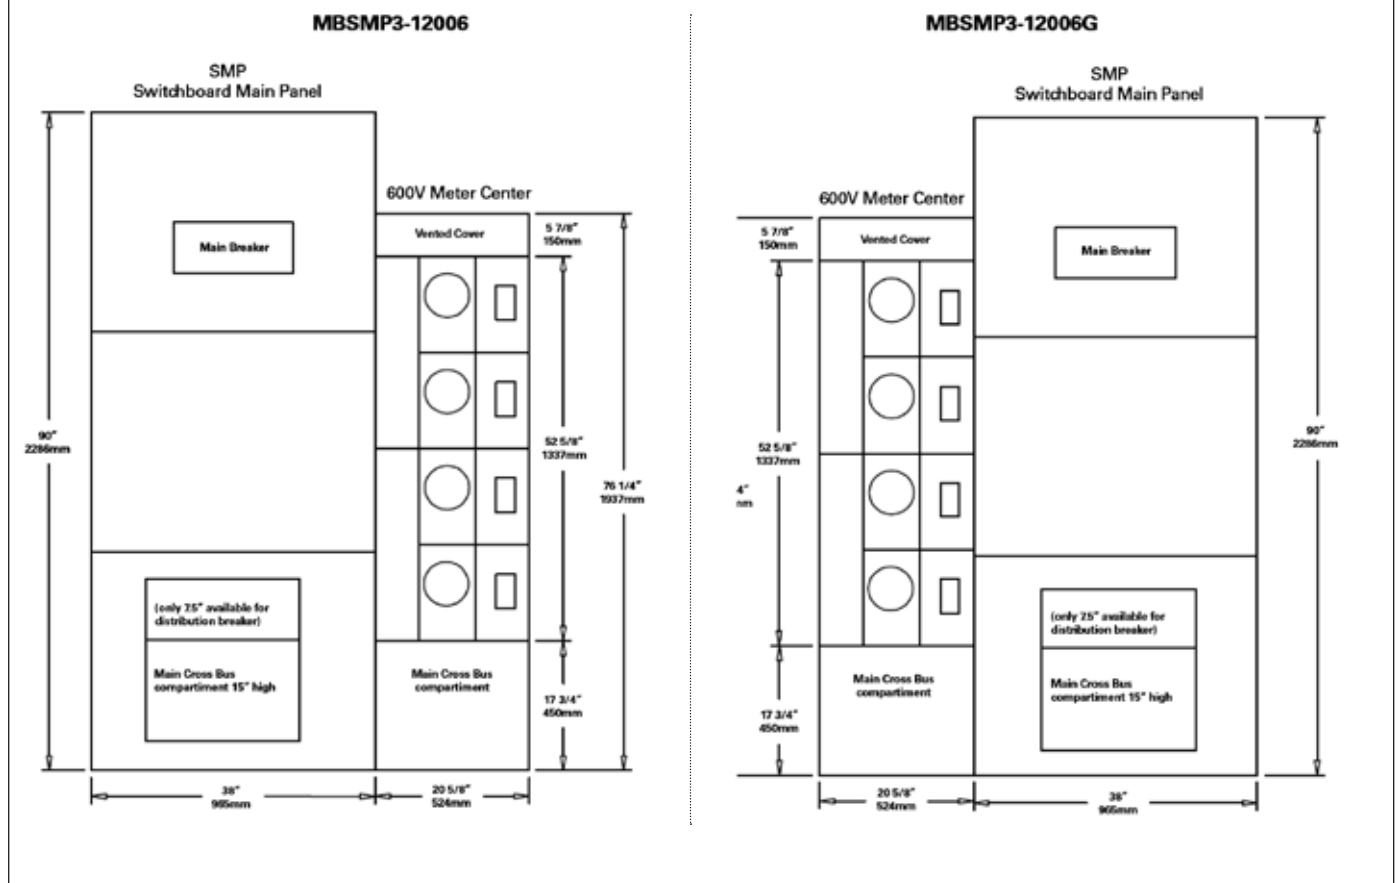 MBSMP3-12006
SMP
Switchboard Main Panel
600V Meter Center
Vented Cover
5 7/8"
150mm
Main Breaker
90"
2286mm
52 5/8"
1337mm
76 1/4"
1937mm
(only 7.5" available for
distribution breaker)
Main Cross Bus
compartiment 15" high
Main Cross Bus
compartiment
17 3/4"
450mm
38"
965mm
20 5/8"
524mm
MBSMP3-12006G
SMP
Switchboard Main Panel
600V Meter Center
5 7/8"
150mm
Vented Cover
Main Breaker
52 5/8"
1337mm
4"
nm
90"
2286mm
(only 7.5" available for
distribution breaker)
Main Cross Bus
compartiment
Main Cross Bus
compartiment 15" high
17 3/4"
450mm
20 5/8"
524mm
38"
965mm